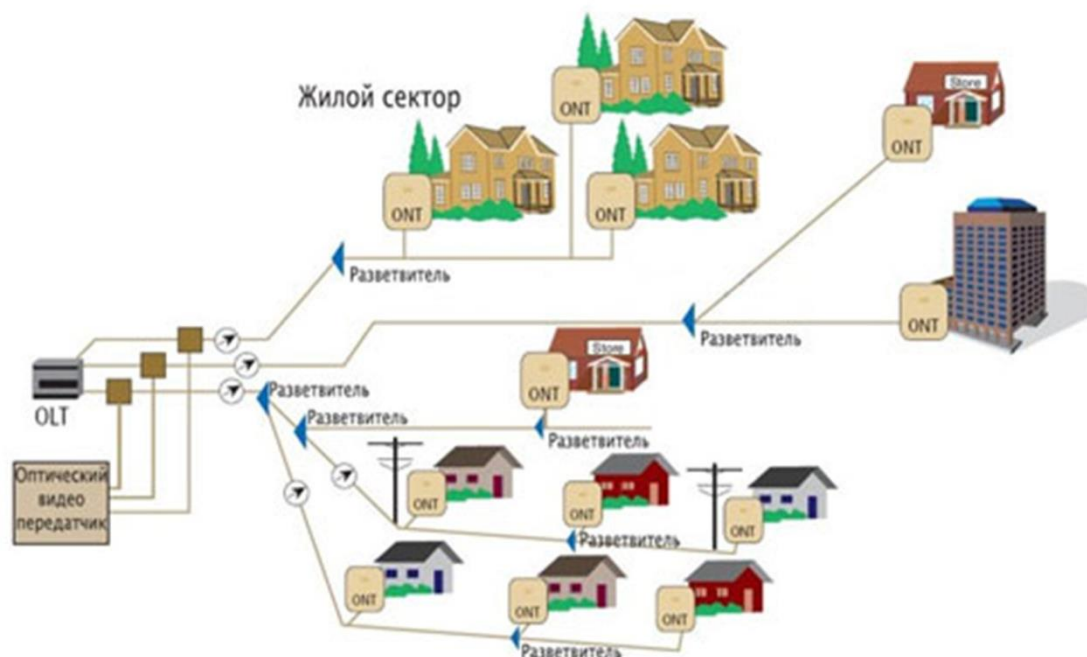 Жилой сектор
ONT
Store
ONT
ONT
ONT
Разветвитель
ONT
Разветвитель
Store
ONT
OLT
Разветвитель
Разветвитель
Разветвитель
Оптический
видео
передатчик
ONT
ONT
ONT
Разветвитель
ONT
ONT
ONT
Разветвитель